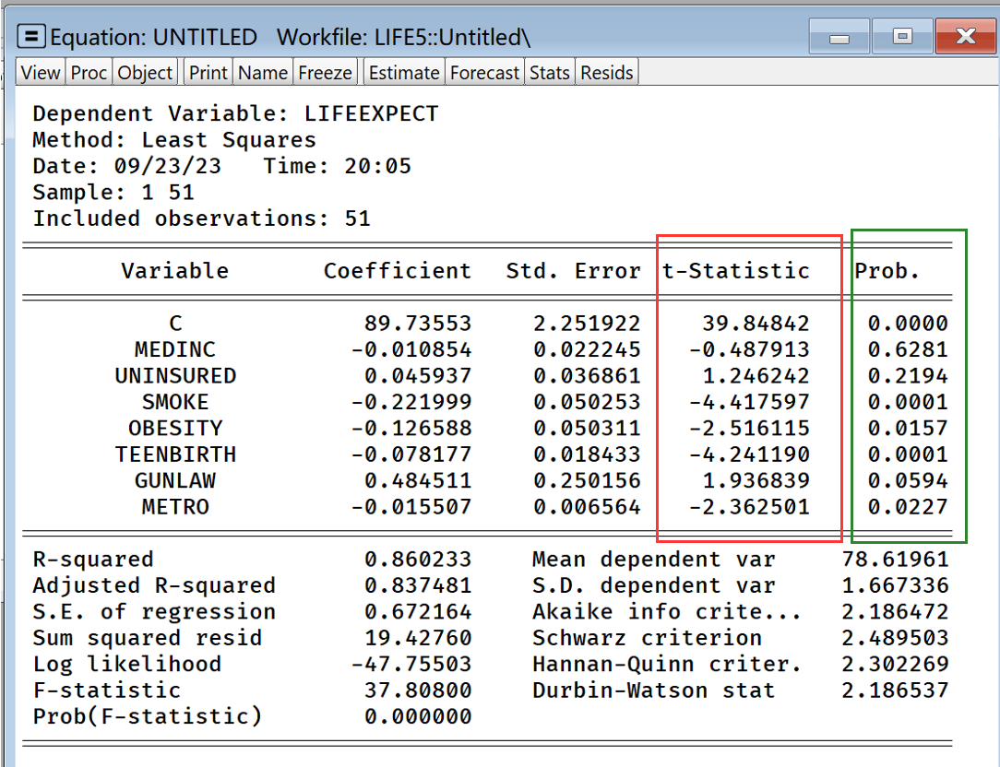 Equation: UNTITLED Workfile: LIFE5::Untitled\
View Proc Object Print Name Freeze Estimate Forecast Stats Resids
Dependent Variable: LIFEEXPECT
Method: Least Squares
Date: 09/23/23 Time: 20:05
Sample: 1 51
Included observations: 51
Variable Coefficient Std. Error t-Statistic Prob.
C 89.73553 2.251922 39.84842 0.0000
MEDINC -0.010854 0.022245 -0.487913 0.6281
UNINSURED 0.045937 0.036861 1.246242 0.2194
SMOKE -0.221999 0.050253 -4.417597 0.0001
OBESITY -0.126588 0.050311 -2.516115 0.0157
TEENBIRTH -0.078177 0.018433 -4.241190 0.0001
GUNLAW 0.484511 0.250156 1.936839 0.0594
METRO -0.015507 0.006564 -2.362501 0.0227
R-squared 0.860233 Mean dependent var 78.61961
Adjusted R-squared 0.837481 S.D. dependent var 1.667336
S.E. of regression 0.672164 Akaike info crite... 2.186472
Sum squared resid 19.42760 Schwarz criterion 2.489503
Log likelihood -47.75503 Hannan-Quinn criter. 2.302269
F-statistic 37.80800 Durbin-Watson stat 2.186537
Prob(F-statistic) 0.000000